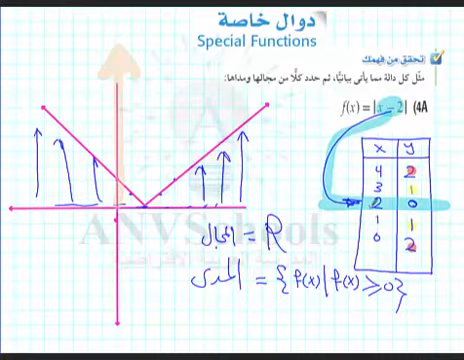 دوال خاصة
Special Functions
تحقق من فهمك
مثّل كل دالة مما يأتي بيانيًّا، ثم حدد كلًّا من مجالها ومداها:
f(x) = |x – 2| (4A
x y
4 2
3 1
2 0
1 1
0 2
المجال = R
المدى = {f(x) | f(x) ≥ 0}
ANVSchools